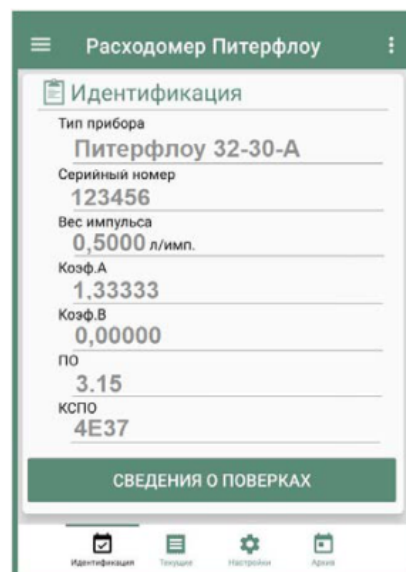 Расходомер Питерфлоу
Идентификация
Тип прибора
Питерфлоу 32-30-А
Серийный номер
123456
Вес импульса
0,5000 л/имп.
Коэф.А
1,33333
Коэф.В
0,00000
ПО
3.15
КСПО
4E37
СВЕДЕНИЯ О ПОВЕРКАХ
Идентификация Текущие Настройки Архив